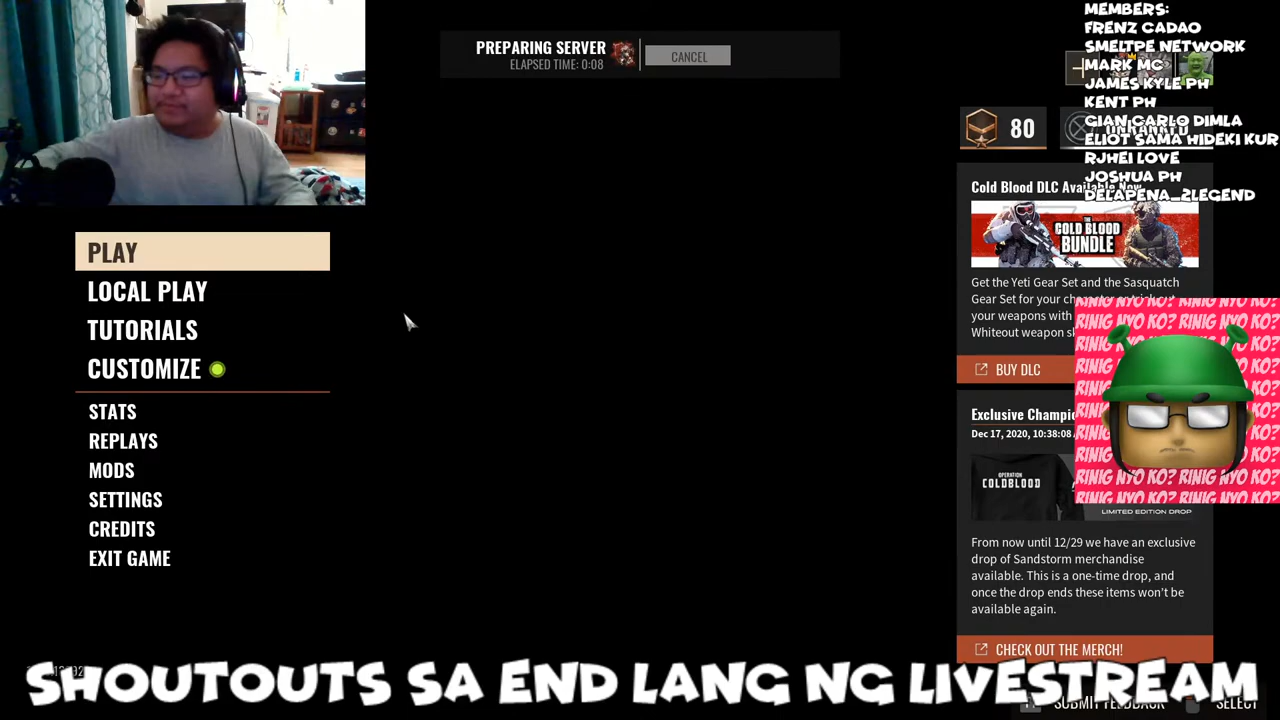 PREPARING SERVER
ELAPSED TIME: 0:08
CANCEL
MEMBERS:
FRENZ CADAO
SMELTPE NETWORK
MARK MC
JAMES KYLE PH
KENT PH
GIAN CARLO DIMLA
ELIOT SAMA HIDEKI KUR
RJHEI LOVE
JOSHUA PH
DELAPENA_2LEGEND
80
UNRANKED
PLAY
LOCAL PLAY
TUTORIALS
CUSTOMIZE
STATS
REPLAYS
MODS
SETTINGS
CREDITS
EXIT GAME
Cold Blood DLC Available Now
THE COLD BLOOD
BUNDLE
Get the Yeti Gear Set and the Sasquatch
Gear Set for your
your weapons with
Whiteout weapon
BUY DLC
Exclusive
Dec 17, 2020, 10:38:08
OPERATION
COLDBLOOD
LIMITED EDITION DROP
From now until 12/29 we have an exclusive
drop of Sandstorm merchandise
available. This is a one-time drop, and
once the drop ends these items won't be
available again.
CHECK OUT THE MERCH!
RINIG NYO KO? RINIG NYO KO?
RINIG NYO KO? RINIG NYO KO?
SHOUTOUTS SA END LANG NG LIVESTREAM
SUBMIT FEEDBACK
SELECT